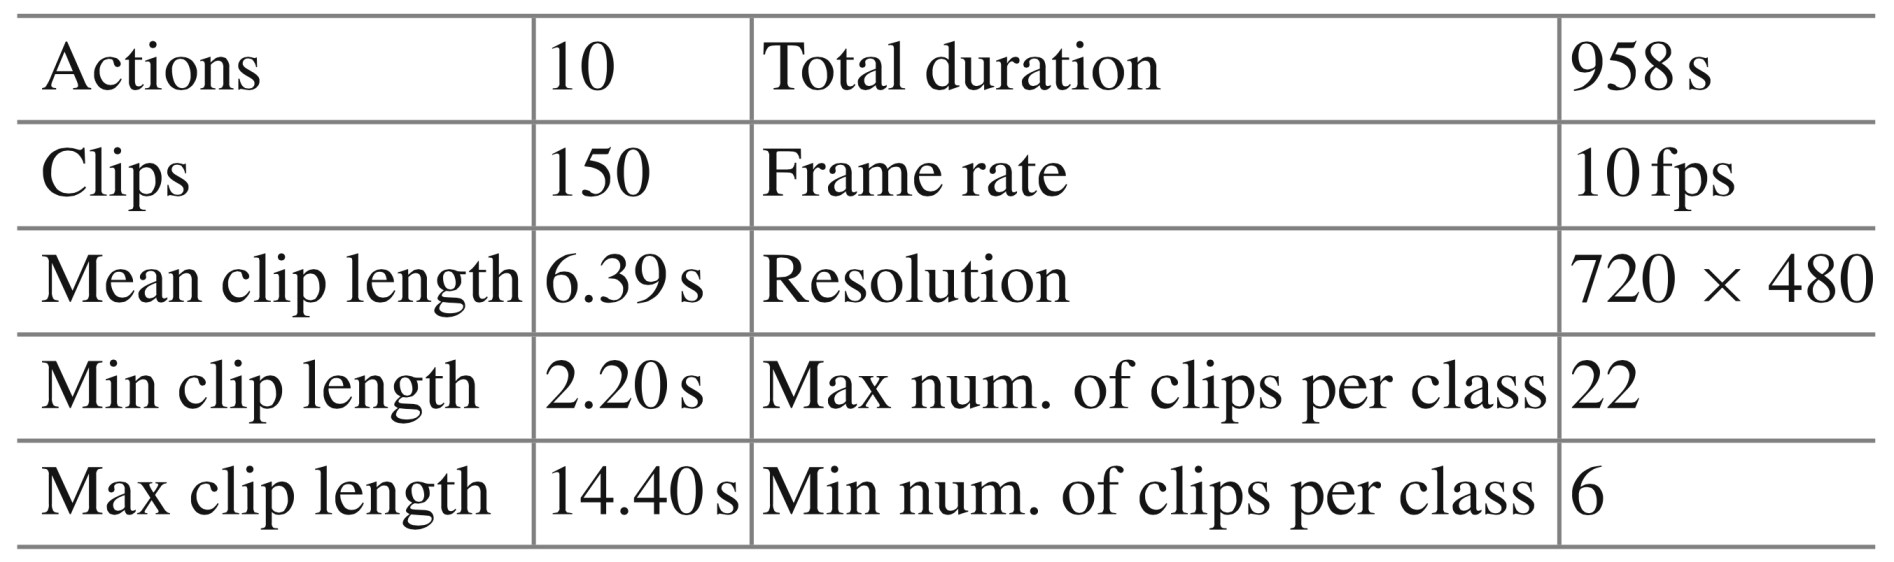 Actions 10 Total duration 958 s
Clips 150 Frame rate 10 fps
Mean clip length 6.39 s Resolution 720 × 480
Min clip length 2.20 s Max num. of clips per class 22
Max clip length 14.40 s Min num. of clips per class 6